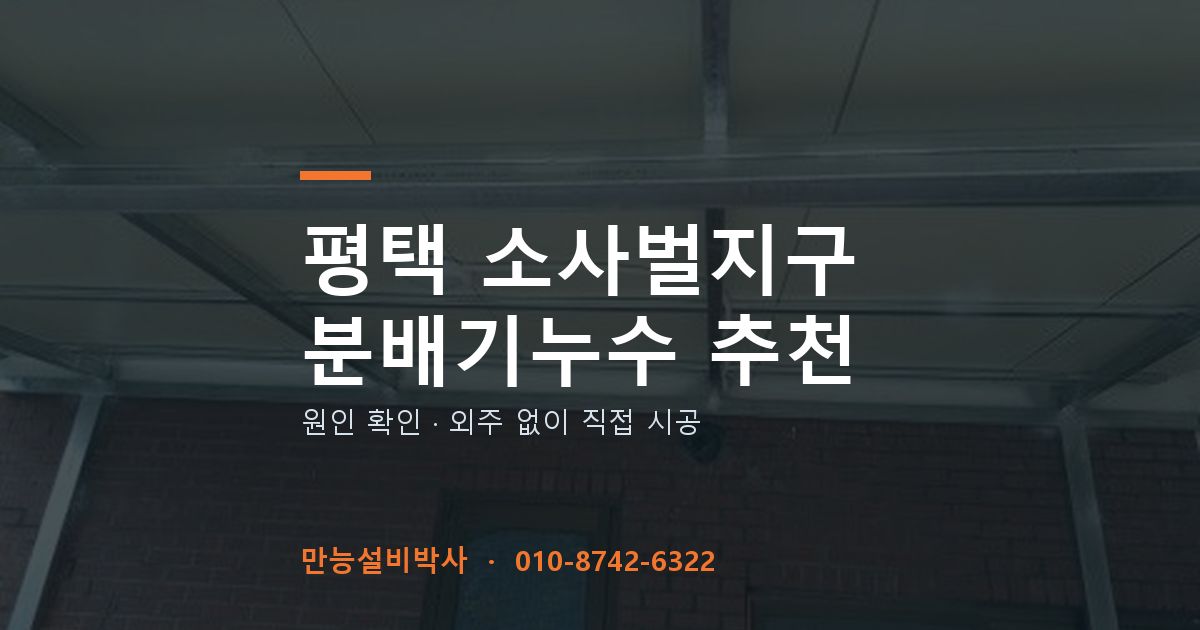 평택 소사벌지구
분배기누수 추천
원인 확인 · 외주 없이 직접 시공
만능설비박사 · 010-8742-6322